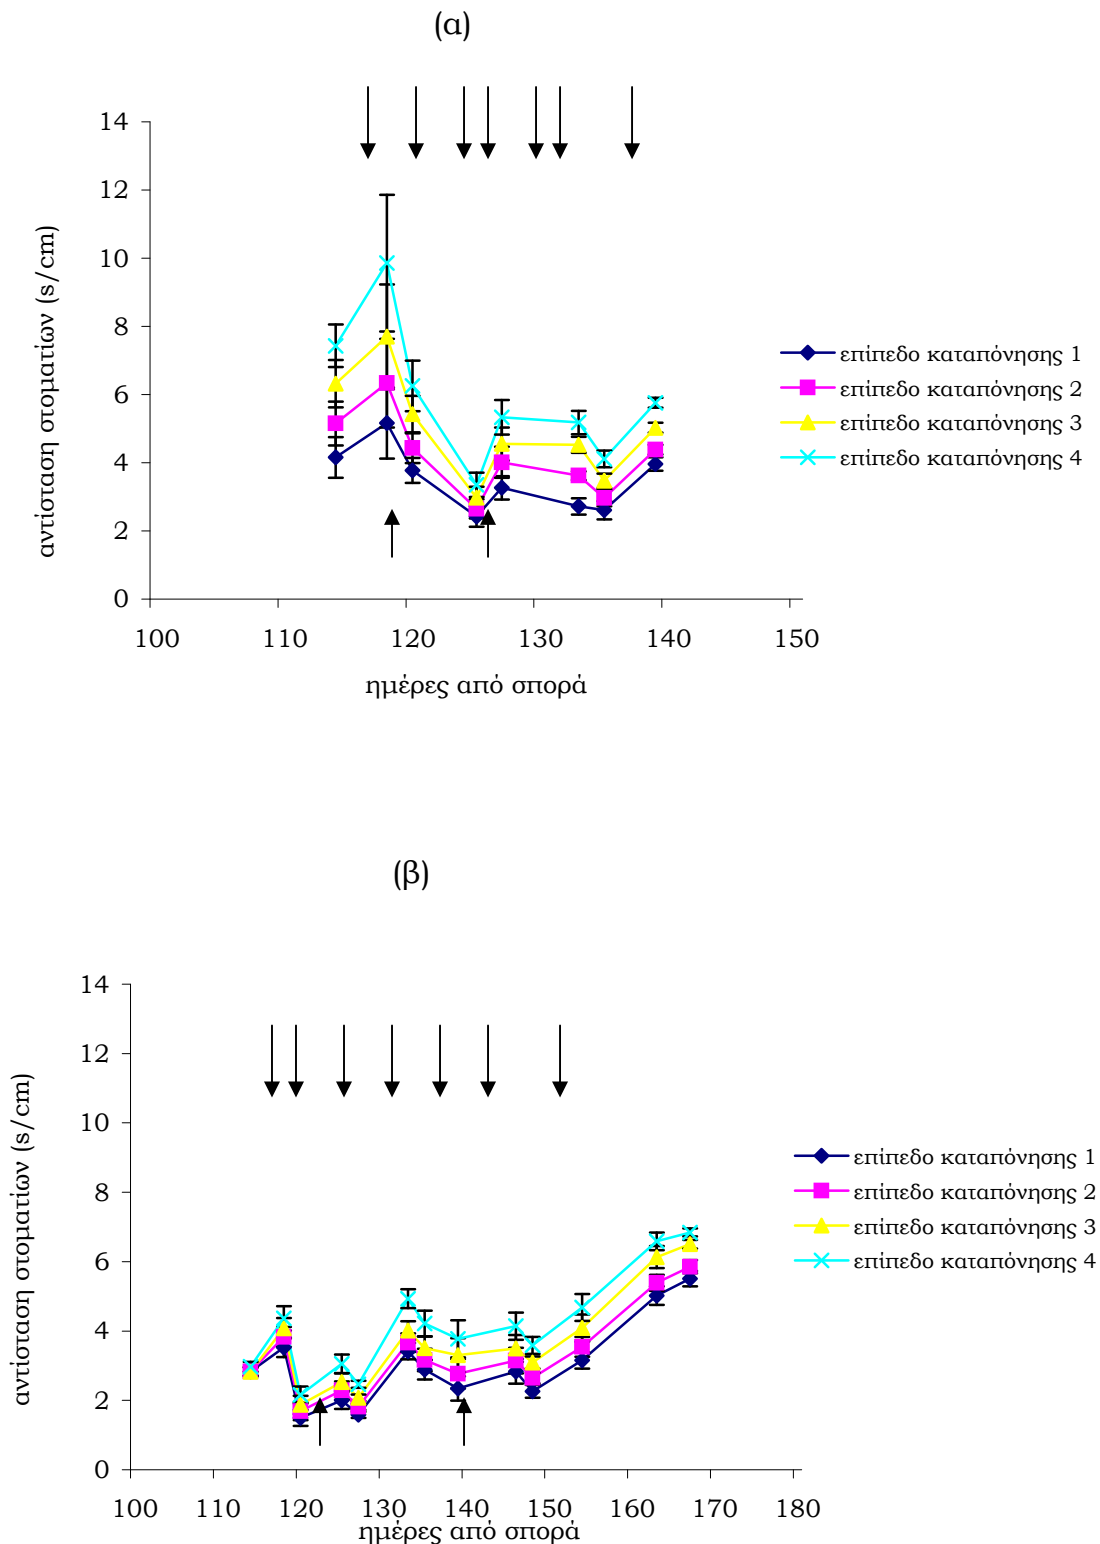 (α)
14
12
10
8
6
4
2
0
αντίσταση στοματίων (s/cm)
100 110 120 130 140 150
ημέρες από σπορά
επίπεδο καταπόνησης 1
επίπεδο καταπόνησης 2
επίπεδο καταπόνησης 3
επίπεδο καταπόνησης 4
(β)
14
12
10
8
6
4
2
0
αντίσταση στοματίων (s/cm)
100 110 120 130 140 150 160 170 180
ημέρες από σπορά
επίπεδο καταπόνησης 1
επίπεδο καταπόνησης 2
επίπεδο καταπόνησης 3
επίπεδο καταπόνησης 4